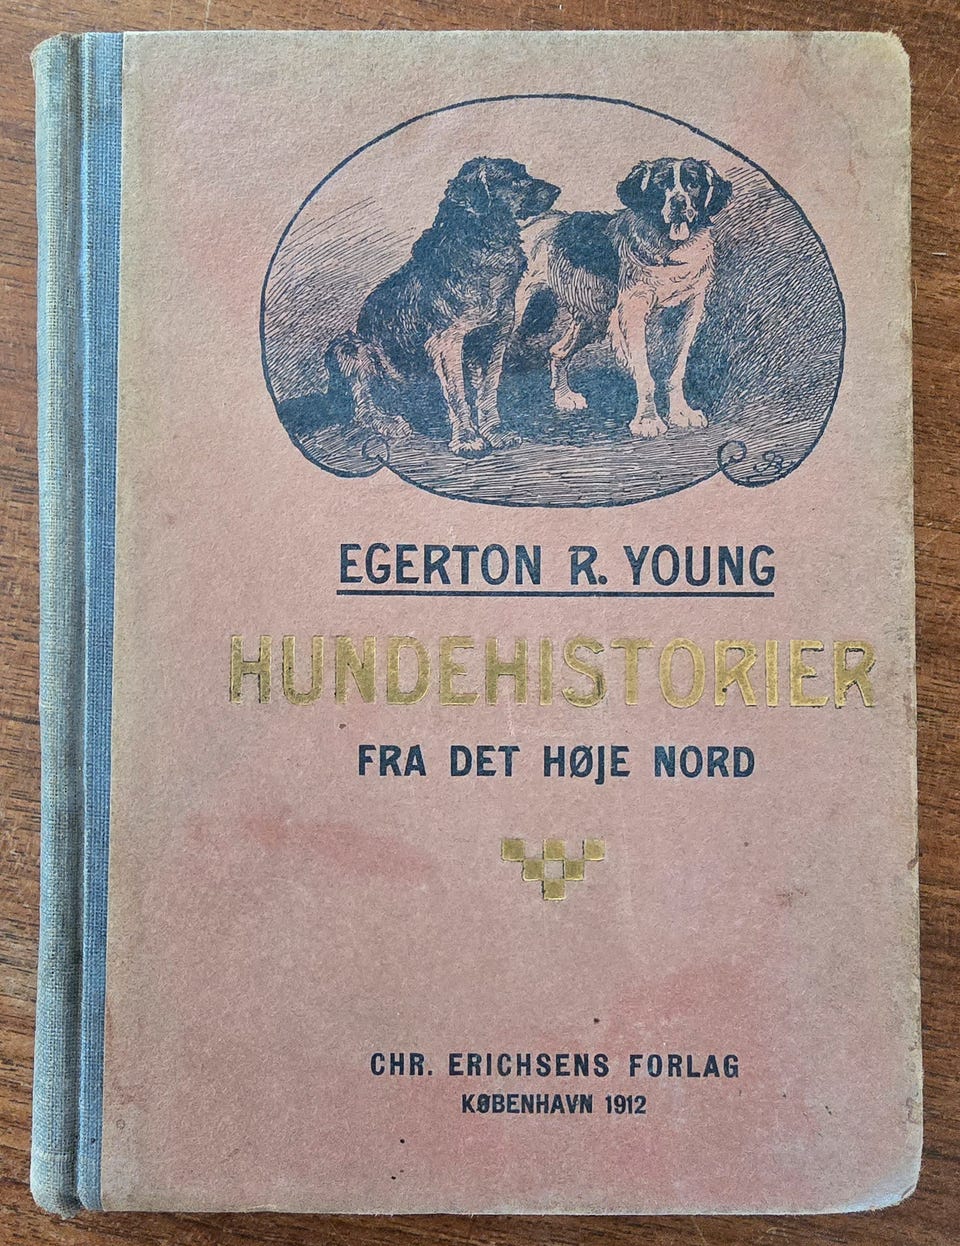 EGERTON R. YOUNG
HUNDEHISTORIER
FRA DET HØJE NORD
CHR. ERICHSENS FORLAG
KØBENHAVN 1912